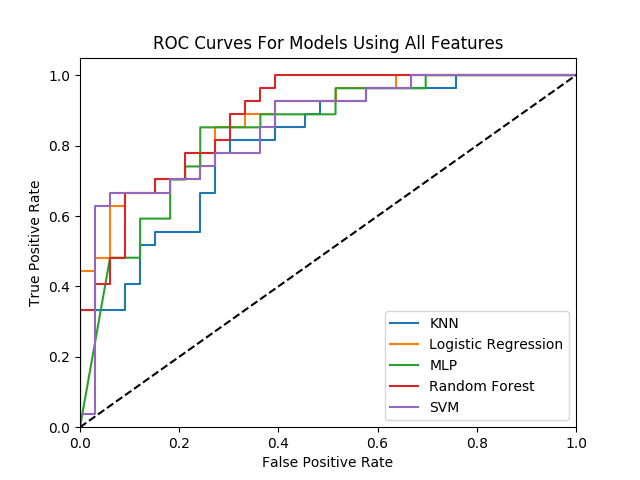 ROC Curves For Models Using All Features
True Positive Rate
1.0
0.8
0.6
0.4
0.2
0.0
0.0 0.2 0.4 0.6 0.8 1.0
False Positive Rate
KNN
Logistic Regression
MLP
Random Forest
SVM